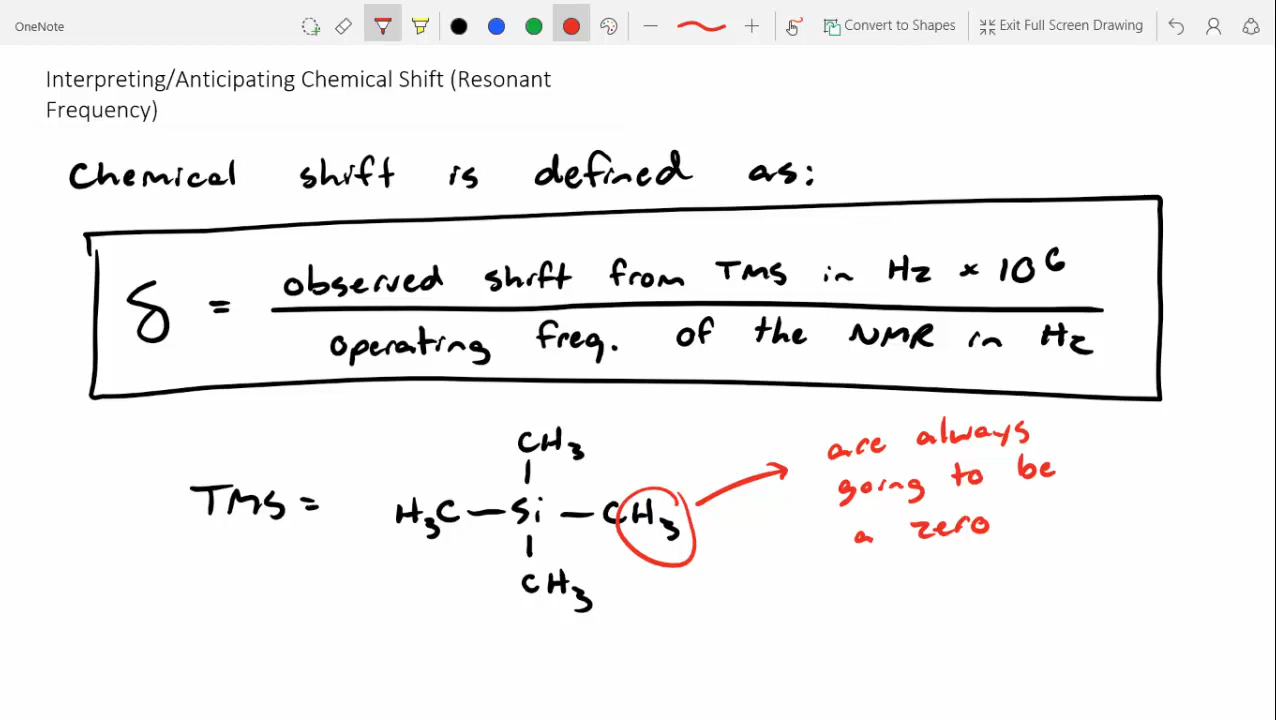 OneNote
Convert to Shapes
Exit Full Screen Drawing
Interpreting/Anticipating Chemical Shift (Resonant
Frequency)
Chemical shift is defined as:
δ = observed shift from TMS in Hz × 10⁶
operating freq. of the NMR in Hz
CH₃
TMS = H₃C — Si — CH₃
CH₃
are always
going to be
a zero